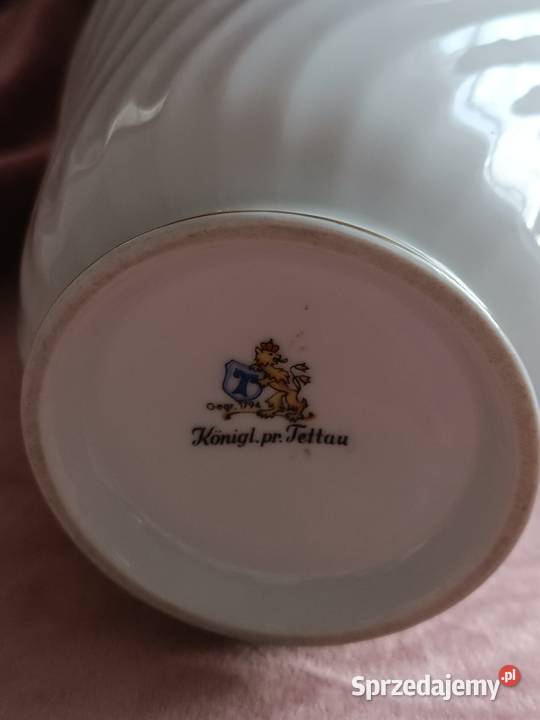 T
Gegr. 1794
Königl. pr. Tettau
Sprzedajemy.pl